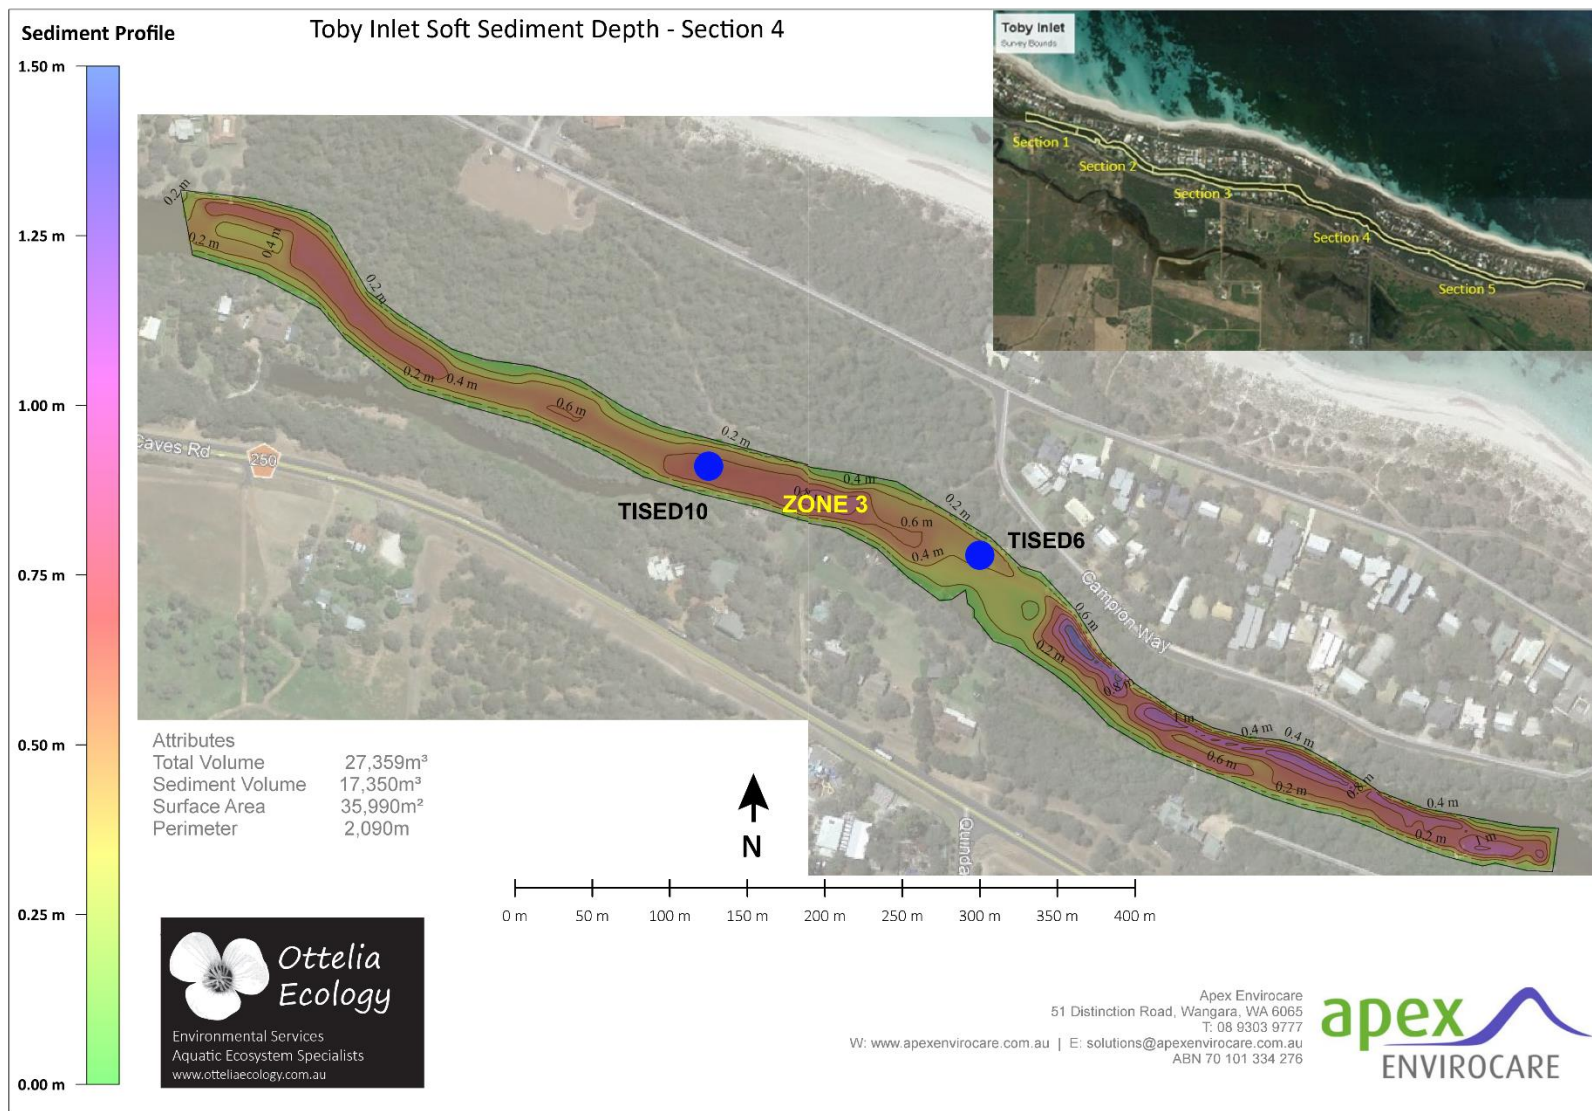 Sediment Profile
Toby Inlet Soft Sediment Depth - Section 4
Toby Inlet
Survey Bounds
Section 1
Section 2
Section 3
Section 4
Section 5
1.50 m
1.25 m
1.00 m
0.75 m
0.50 m
0.25 m
0.00 m
0.2 m
0.2 m
0.4 m
0.2 m
0.2 m
0.4 m
0.6 m
0.2 m
0.4 m
0.2 m
0.6 m
0.4 m
0.6 m
0.2 m
0.8 m
1 m
0.4 m
0.4 m
0.6 m
0.2 m
0.8 m
0.4 m
0.2 m
1 m
Caves Rd
250
TISED10
ZONE 3
TISED6
Campion Way
Quinda
Attributes
Total Volume 27,359m³
Sediment Volume 17,350m³
Surface Area 35,990m²
Perimeter 2,090m
N
0 m 50 m 100 m 150 m 200 m 250 m 300 m 350 m 400 m
Ottelia
Ecology
Environmental Services
Aquatic Ecosystem Specialists
www.otteliaecology.com.au
Apex Envirocare
51 Distinction Road, Wangara, WA 6065
T: 08 9303 9777
W: www.apexenvirocare.com.au | E: solutions@apexenvirocare.com.au
ABN 70 101 334 276
apex
ENVIROCARE